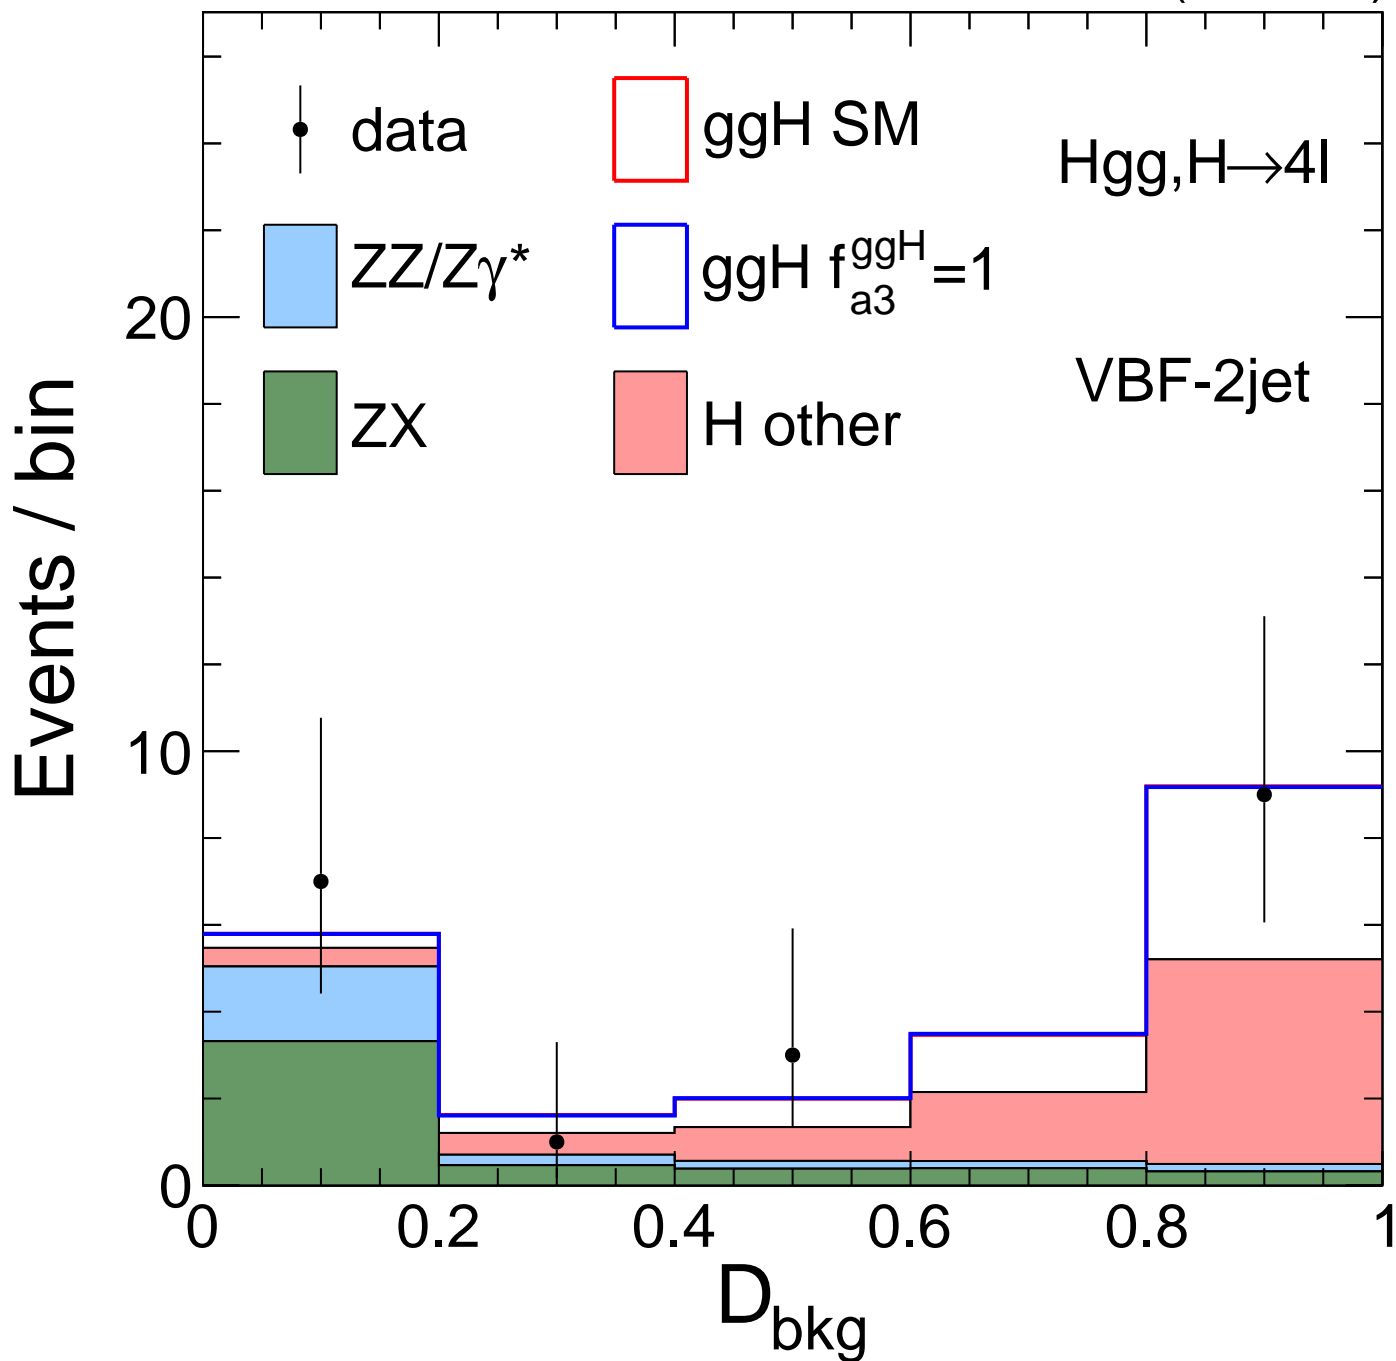 data
ggH SM
Hgg,H→4l
ZZ/Zγ*
ggH f_a3^ggH=1
VBF-2jet
ZX
H other
Events / bin
20
10
0
0 0.2 0.4 0.6 0.8 1
D_bkg